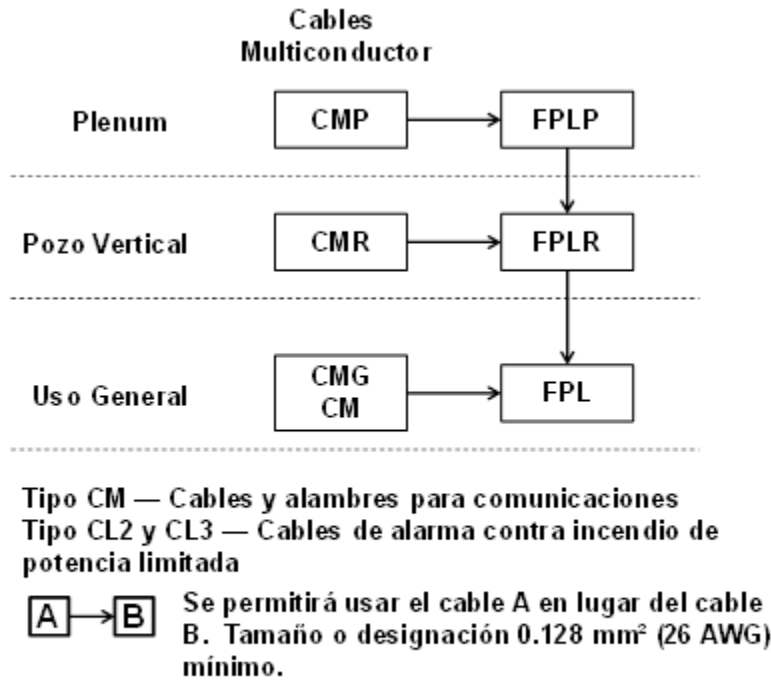 Cables
Multiconductor
Plenum
CMP
FPLP
Pozo Vertical
CMR
FPLR
Uso General
CMG
CM
FPL
Tipo CM — Cables y alambres para comunicaciones
Tipo CL2 y CL3 — Cables de alarma contra incendio de
potencia limitada
A
B
Se permitirá usar el cable A en lugar del cable
B. Tamaño o designación 0.128 mm² (26 AWG)
mínimo.